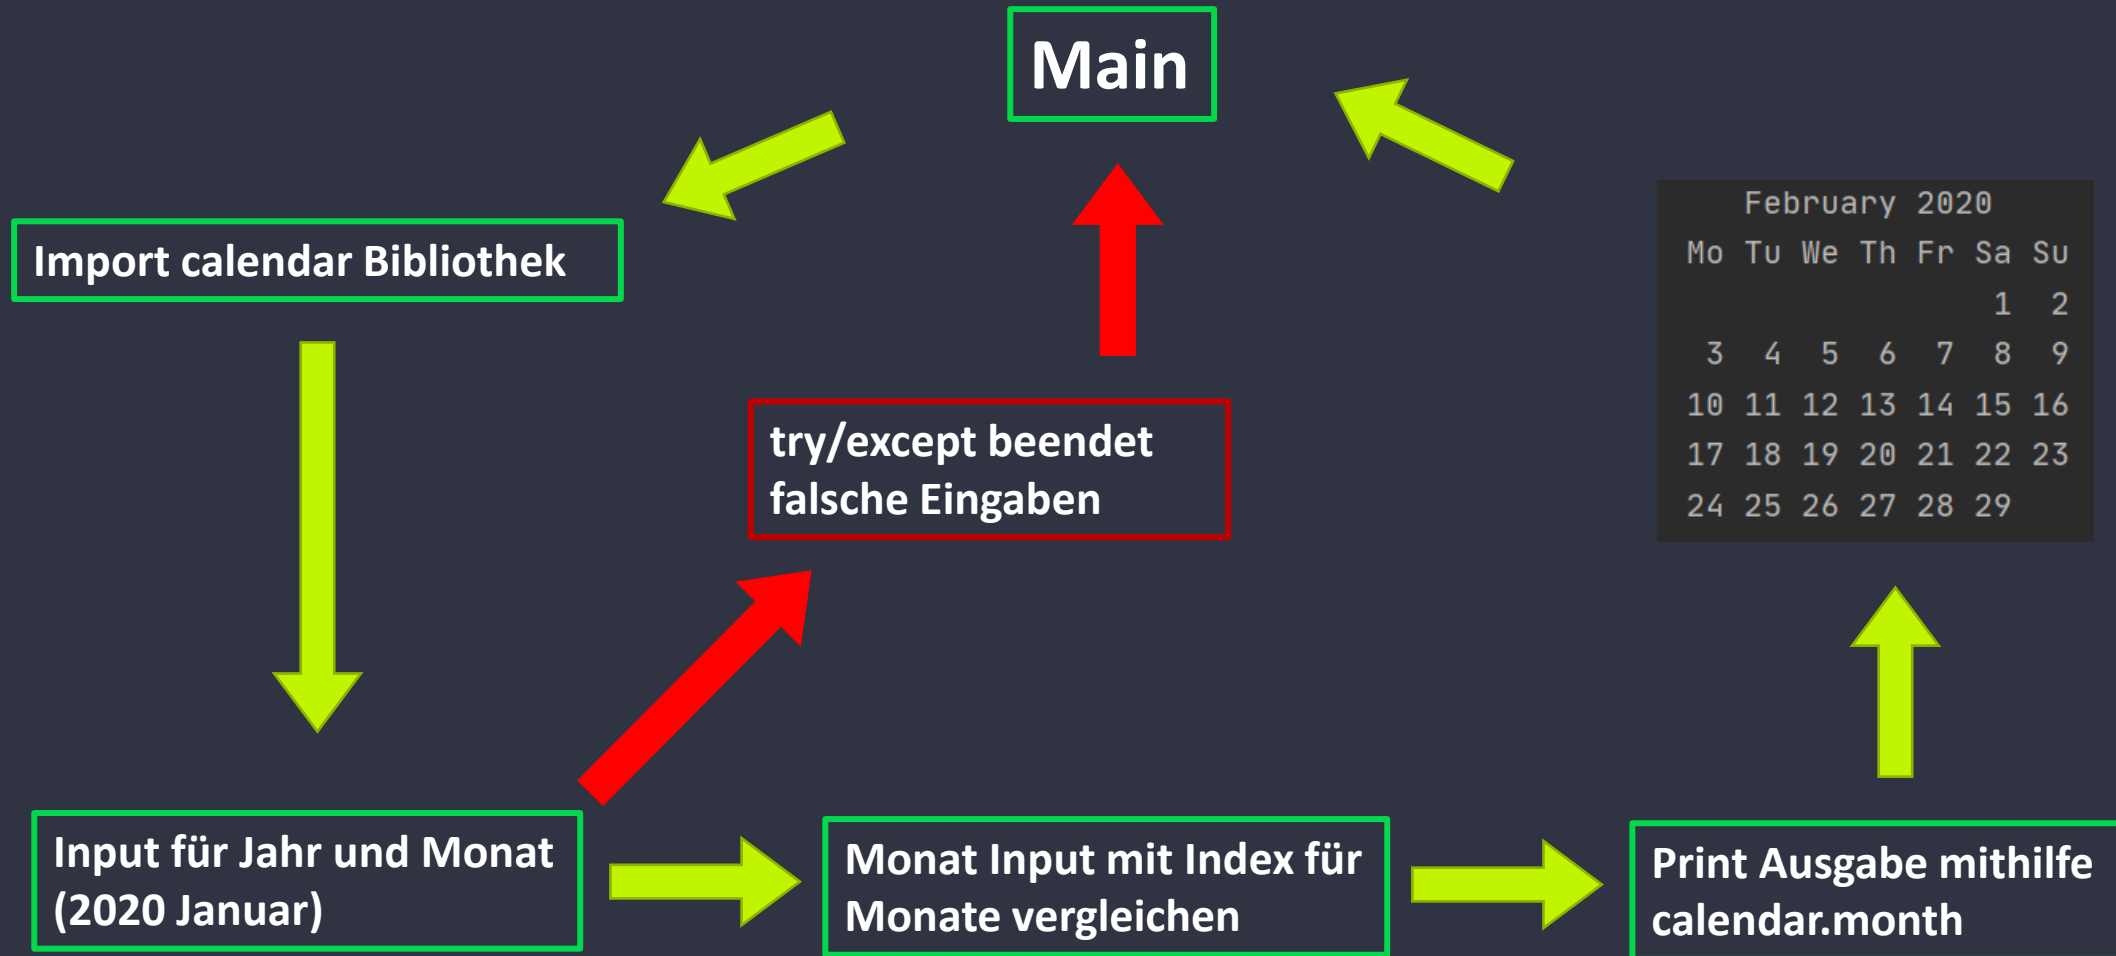 Main
Import calendar Bibliothek
try/except beendet
falsche Eingaben
Input für Jahr und Monat
(2020 Januar)
Monat Input mit Index für
Monate vergleichen
Print Ausgabe mithilfe
calendar.month
February 2020
Mo Tu We Th Fr Sa Su
1 2
3 4 5 6 7 8 9
10 11 12 13 14 15 16
17 18 19 20 21 22 23
24 25 26 27 28 29